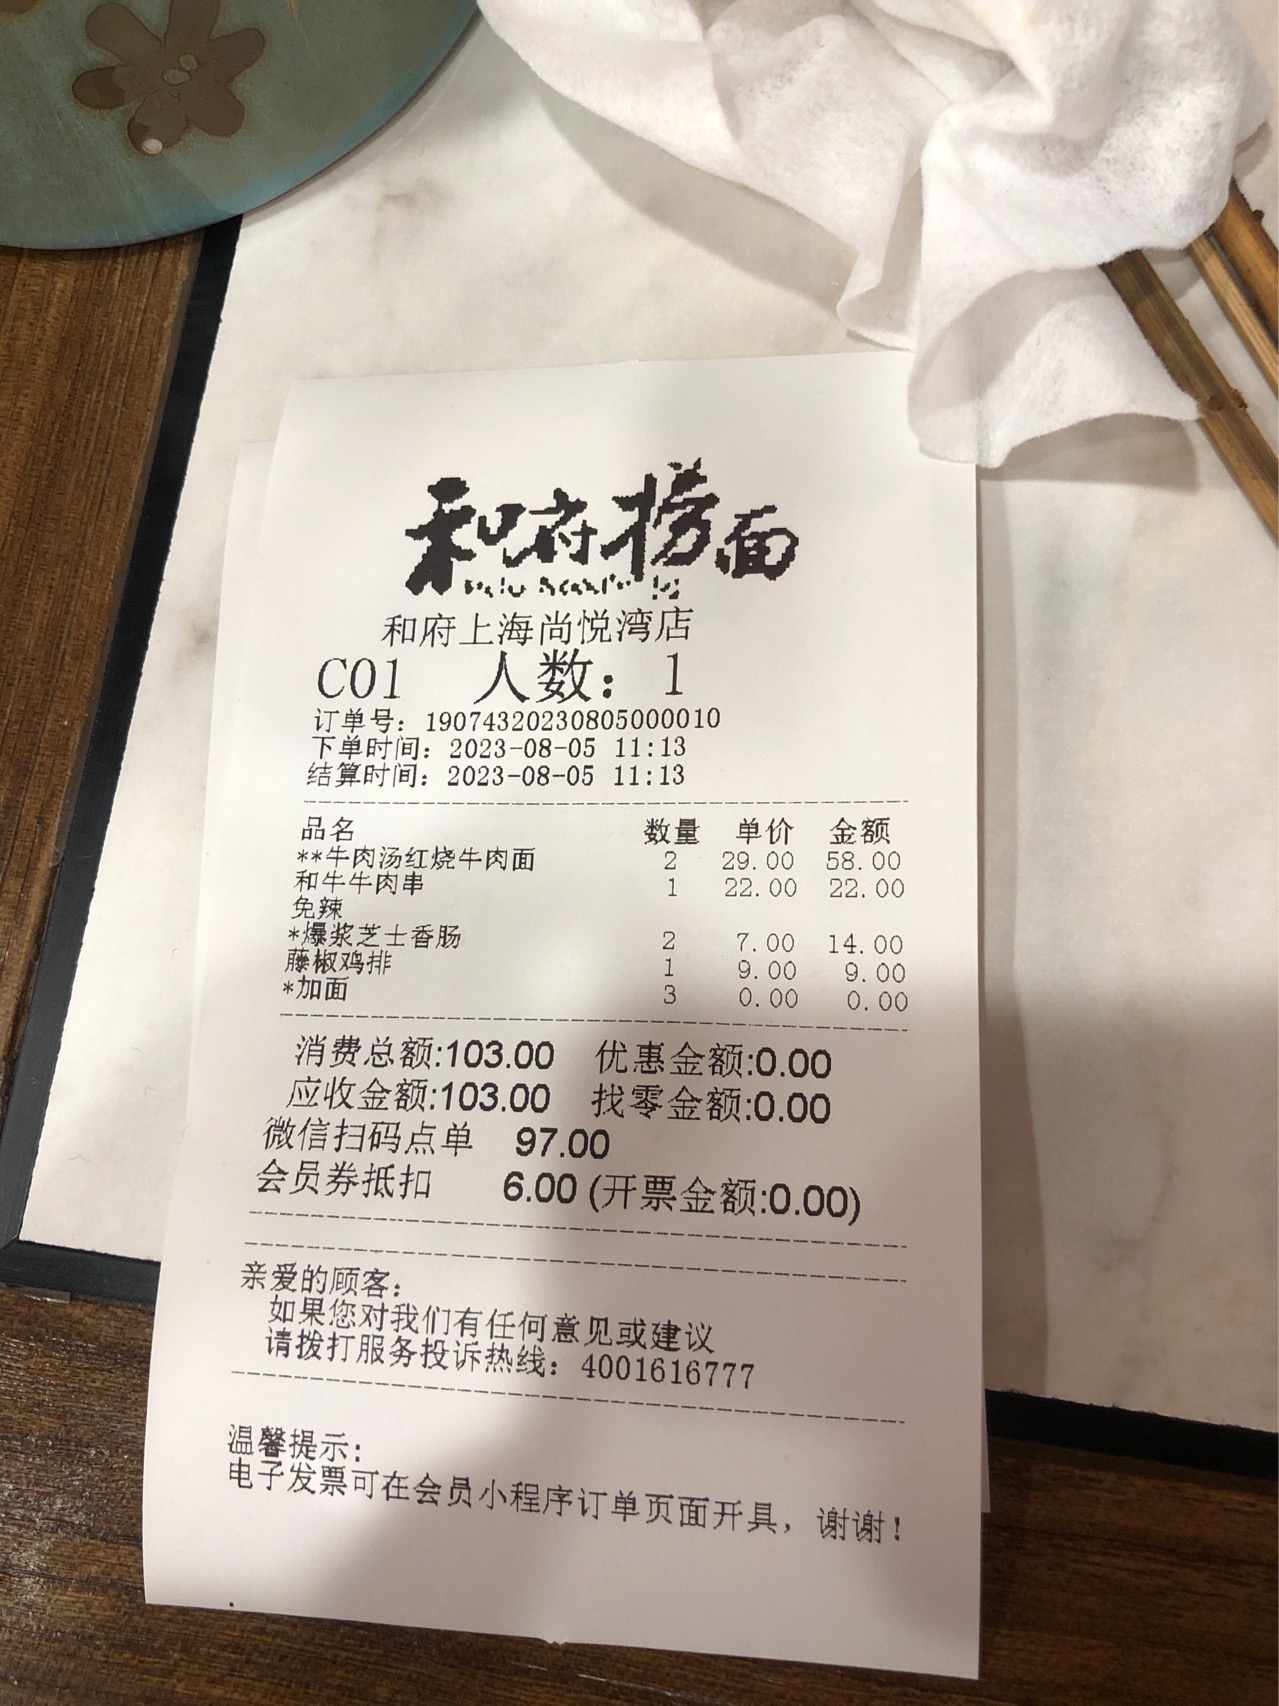 和府捞面
和府上海尚悦湾店
C01 人数：1
订单号：19074320230805000010
下单时间：2023-08-05 11:13
结算时间：2023-08-05 11:13
品名 数量 单价 金额
**牛肉汤红烧牛肉面 2 29.00 58.00
和牛牛肉串 1 22.00 22.00
免辣
*爆浆芝士香肠 2 7.00 14.00
藤椒鸡排 1 9.00 9.00
*加面 3 0.00 0.00
消费总额:103.00 优惠金额:0.00
应收金额:103.00 找零金额:0.00
微信扫码点单 97.00
会员券抵扣 6.00 (开票金额:0.00)
亲爱的顾客：
如果您对我们有任何意见或建议
请拨打服务投诉热线：4001616777
温馨提示：
电子发票可在会员小程序订单页面开具，谢谢！